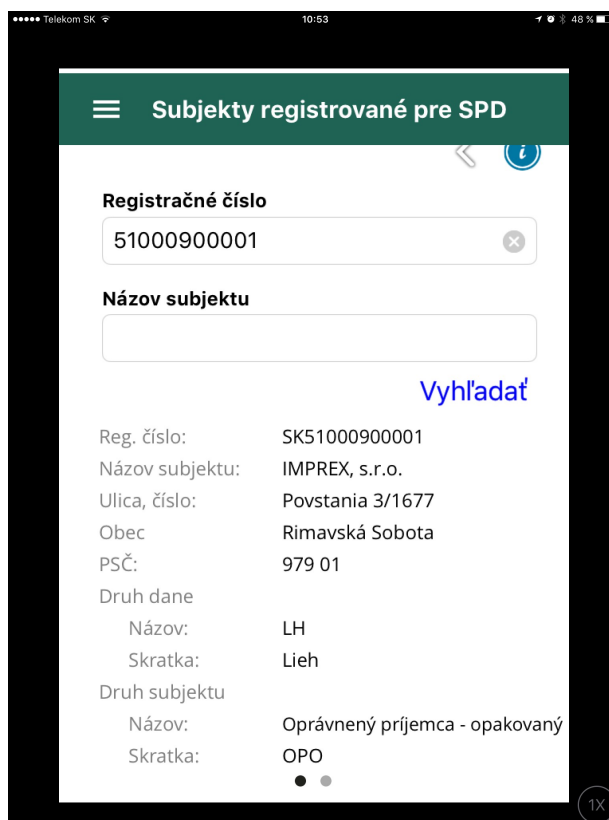 Telekom SK 10:53 48 %
Subjekty registrované pre SPD
i
Registračné číslo
51000900001
Názov subjektu
Vyhľadať
Reg. číslo: SK51000900001
Názov subjektu: IMPREX, s.r.o.
Ulica, číslo: Povstania 3/1677
Obec Rimavská Sobota
PSČ: 979 01
Druh dane
Názov: LH
Skratka: Lieh
Druh subjektu
Názov: Oprávnený príjemca - opakovaný
Skratka: OPO
1X